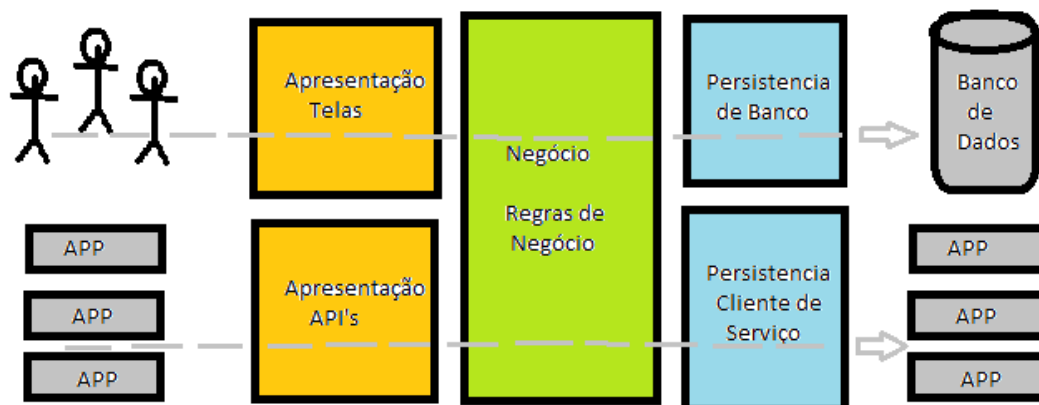 Apresentação
Telas
Negócio
Regras de
Negócio
Persistencia
de Banco
Banco
de
Dados
APP
APP
APP
Apresentação
API's
Persistencia
Cliente de
Serviço
APP
APP
APP